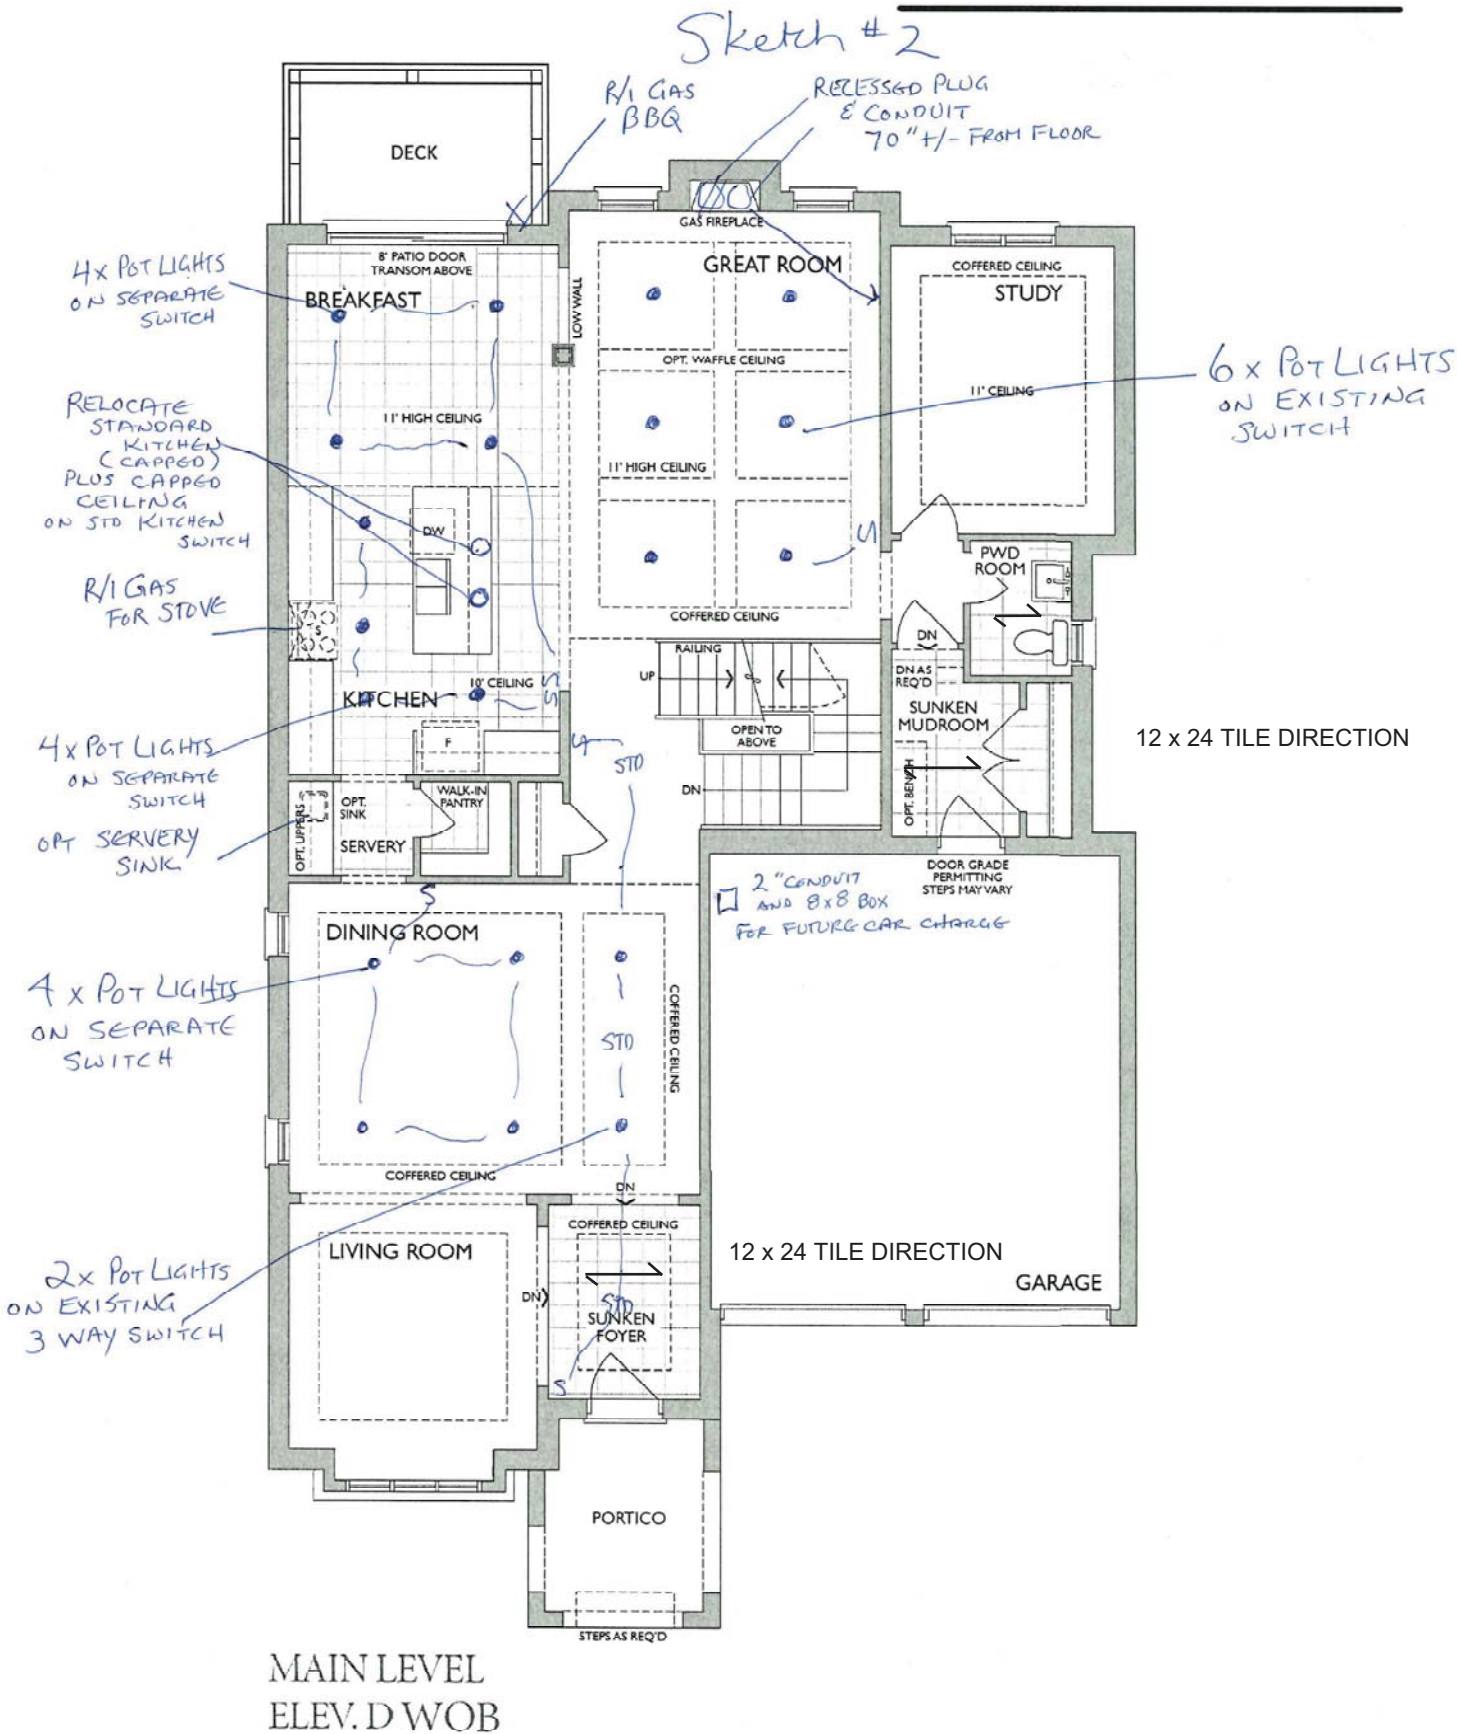 Sketch #2
R/I GAS
BBQ
RECESSED PLUG
& CONDUIT
70" +/- FROM FLOOR
DECK
GAS FIREPLACE
8' PATIO DOOR
TRANSOM ABOVE
BREAKFAST
LOW WALL
GREAT ROOM
COFFERED CEILING
STUDY
4x POT LIGHTS
ON SEPARATE
SWITCH
OPT. WAFFLE CEILING
11' CEILING
6 x POT LIGHTS
ON EXISTING
SWITCH
RELOCATE
STANDARD
KITCHEN
(CAPPED)
PLUS CAPPED
CEILING
ON STD KITCHEN
SWITCH
11' HIGH CEILING
11' HIGH CEILING
DW
S
PWD
ROOM
R/I GAS
FOR STOVE
S
COFFERED CEILING
RAILING
UP
DN
DN AS
REQ'D
10' CEILING
S
S
KITCHEN
SUNKEN
MUDROOM
OPEN TO
ABOVE
12 x 24 TILE DIRECTION
F
STD
4x POT LIGHTS
ON SEPARATE
SWITCH
DN
OPT. BENCH
WALK-IN
PANTRY
OPT.
SINK
OPT. UPPERS
SERVERY
OPT SERVERY
SINK
DOOR GRADE
PERMITTING
STEPS MAY VARY
2" CONDUIT
AND 8x8 BOX
FOR FUTURE CAR CHARGE
S
DINING ROOM
4 x POT LIGHTS
ON SEPARATE
SWITCH
COFFERED CEILING
STD
COFFERED CEILING
DN
COFFERED CEILING
LIVING ROOM
12 x 24 TILE DIRECTION
GARAGE
2x POT LIGHTS
ON EXISTING
3 WAY SWITCH
DN
STD
SUNKEN
FOYER
S
PORTICO
STEPS AS REQ'D
MAIN LEVEL
ELEV. D WOB